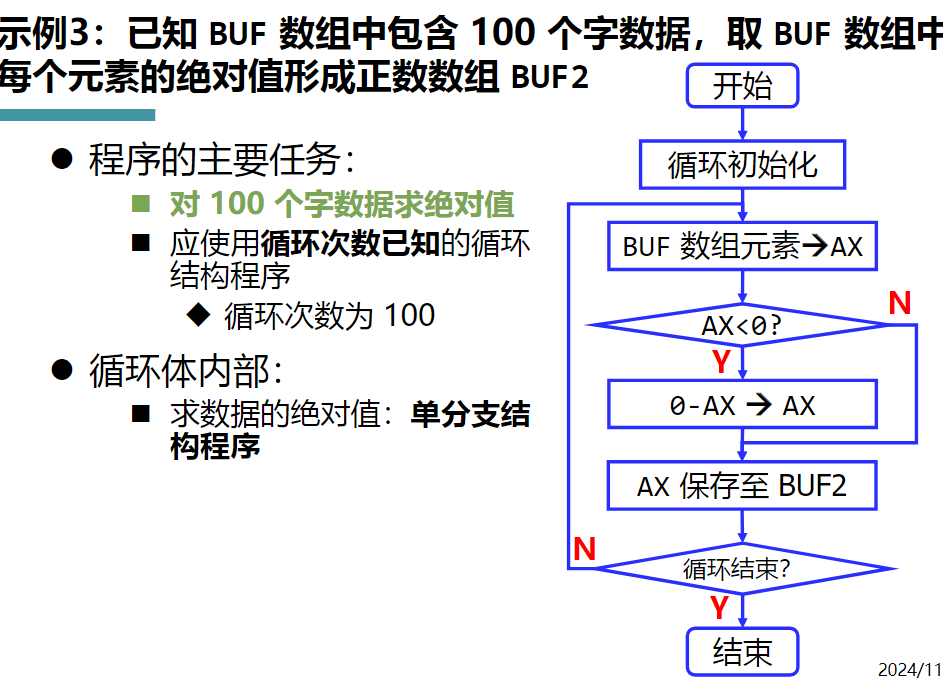 示例3：已知 BUF 数组中包含 100 个字数据，取 BUF 数组中
每个元素的绝对值形成正数数组 BUF2
程序的主要任务：
对 100 个字数据求绝对值
应使用循环次数已知的循环
结构程序
循环次数为 100
循环体内部：
求数据的绝对值：单分支结
构程序
开始
循环初始化
BUF 数组元素→AX
AX<0?
N
Y
0-AX → AX
AX 保存至 BUF2
循环结束?
N
Y
结束
2024/11